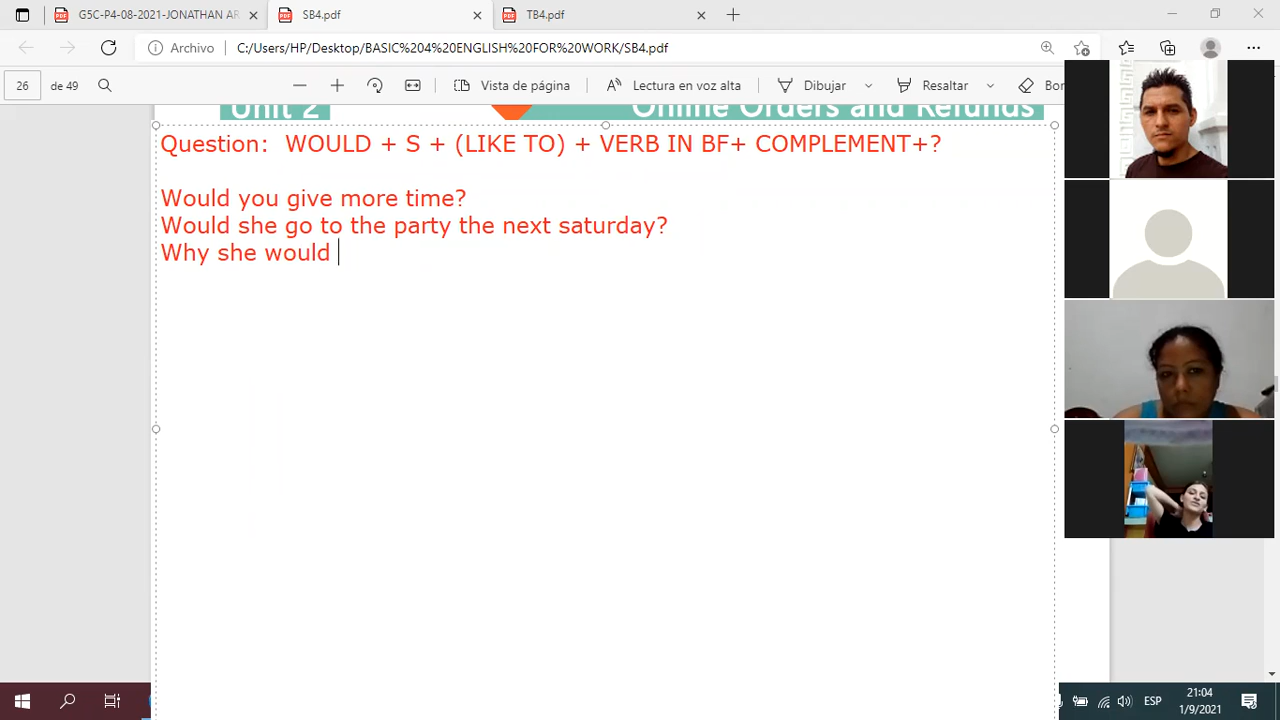 G5C-P4-08-2021-JONATHAN AR
SB4.pdf
TB4.pdf
Archivo
C:/Users/HP/Desktop/BASIC%204%20ENGLISH%20FOR%20WORK/SB4.pdf
26
de 49
Vista de página
Lectura en voz alta
Dibujar
Resaltar
Bor
Unit 2
Online Orders and Refunds
Question: WOULD + S + (LIKE TO) + VERB IN BF+ COMPLEMENT+?
Would you give more time?
Would she go to the party the next saturday?
Why she would
ESP
21:04
1/9/2021